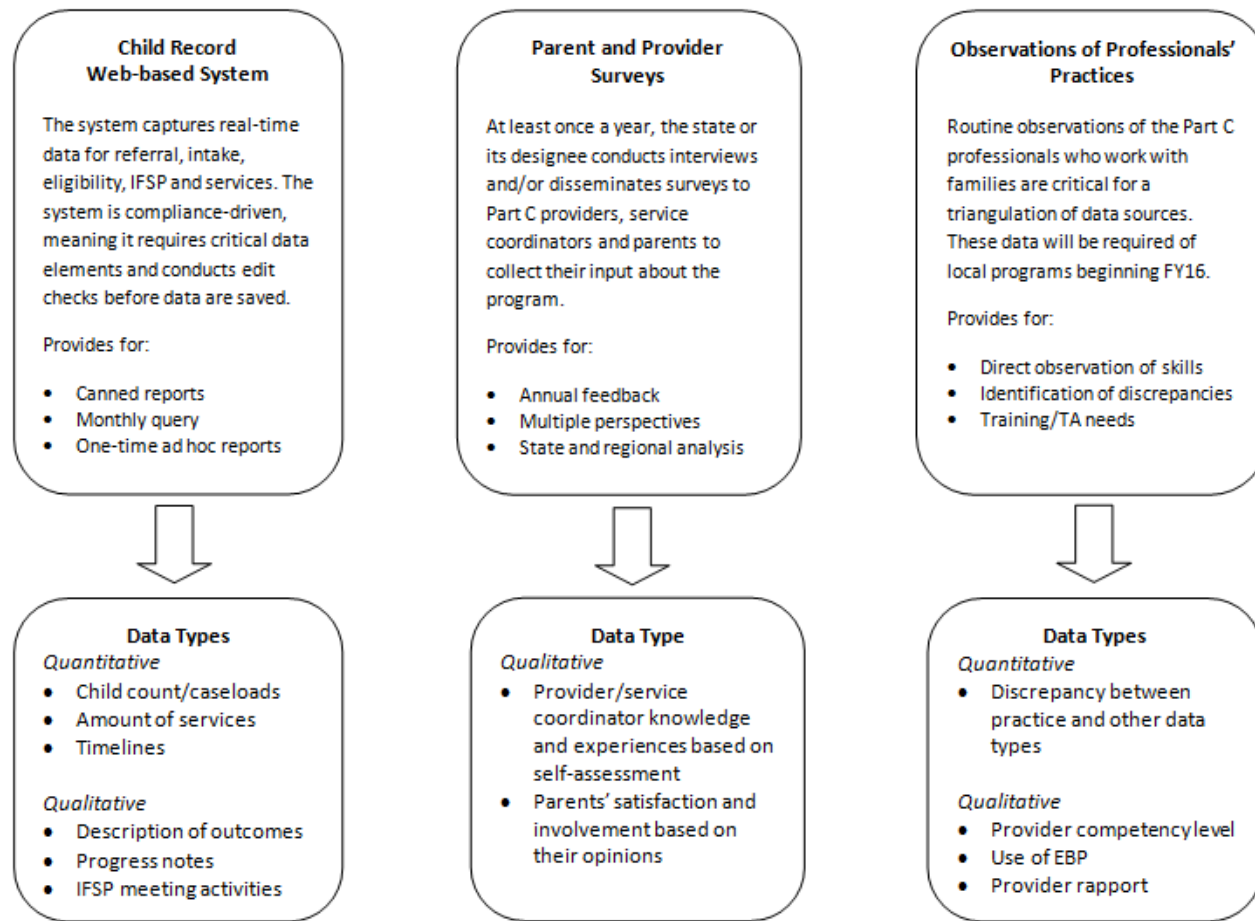 Child Record
Web-based System
The system captures real-time
data for referral, intake,
eligibility, IFSP and services. The
system is compliance-driven,
meaning it requires critical data
elements and conducts edit
checks before data are saved.
Provides for:
• Canned reports
• Monthly query
• One-time ad hoc reports
Parent and Provider
Surveys
At least once a year, the state or
its designee conducts interviews
and/or disseminates surveys to
Part C providers, service
coordinators and parents to
collect their input about the
program.
Provides for:
• Annual feedback
• Multiple perspectives
• State and regional analysis
Observations of Professionals’
Practices
Routine observations of the Part C
professionals who work with
families are critical for a
triangulation of data sources.
These data will be required of
local programs beginning FY16.
Provides for:
• Direct observation of skills
• Identification of discrepancies
• Training/TA needs
Data Types
Quantitative
• Child count/caseloads
• Amount of services
• Timelines
Qualitative
• Description of outcomes
• Progress notes
• IFSP meeting activities
Data Type
Qualitative
• Provider/service
coordinator knowledge
and experiences based on
self-assessment
• Parents’ satisfaction and
involvement based on
their opinions
Data Types
Quantitative
• Discrepancy between
practice and other data
types
Qualitative
• Provider competency level
• Use of EBP
• Provider rapport